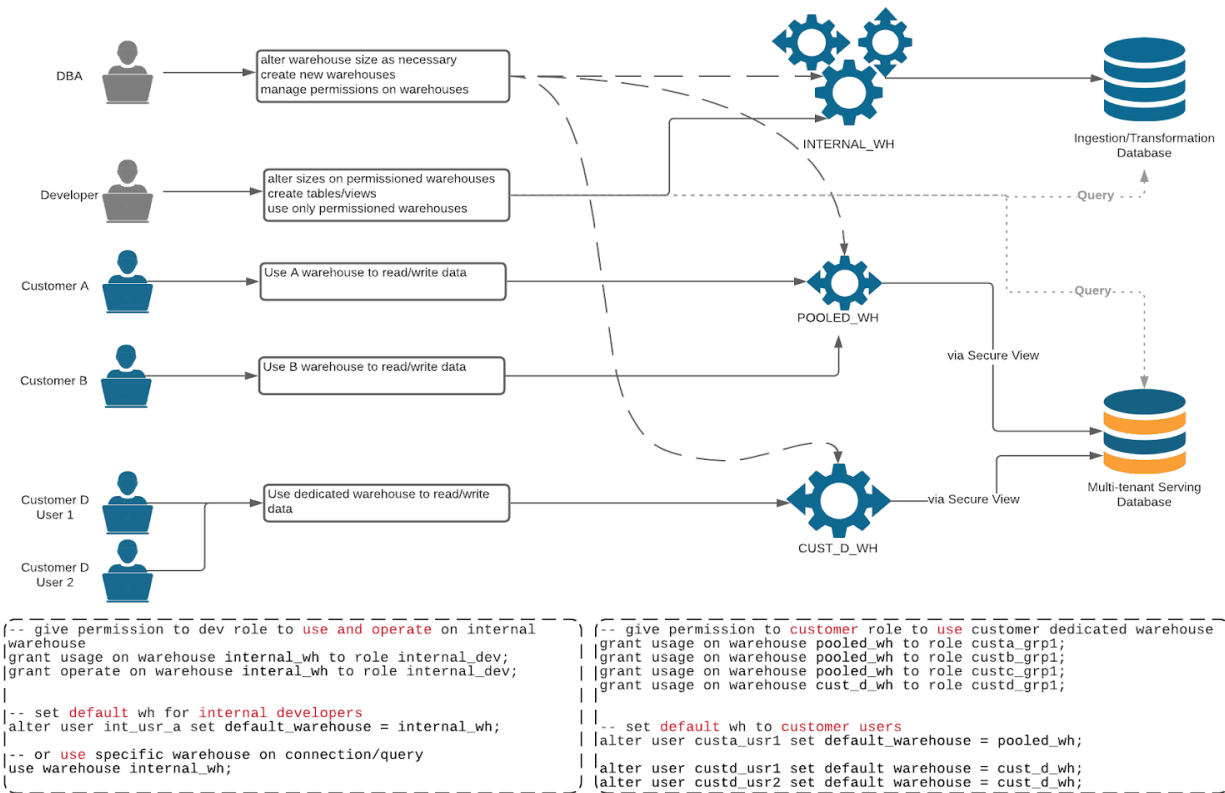 DBA
alter warehouse size as necessary
create new warehouses
manage permissions on warehouses
INTERNAL_WH
Ingestion/Transformation
Database
Developer
alter sizes on permissioned warehouses
create tables/views
use only permissioned warehouses
Query
Customer A
Use A warehouse to read/write data
POOLED_WH
Query
via Secure View
Customer B
Use B warehouse to read/write data
Customer D
User 1
Use dedicated warehouse to read/write
data
via Secure View
Multi-tenant Serving
Database
CUST_D_WH
Customer D
User 2
-- give permission to dev role to use and operate on internal
warehouse
grant usage on warehouse internal_wh to role internal_dev;
grant operate on warehouse interal_wh to role internal_dev;
-- set default wh for internal developers
alter user int_usr_a set default_warehouse = internal_wh;
-- or use specific warehouse on connection/query
use warehouse internal_wh;
-- give permission to customer role to use customer dedicated warehouse
grant usage on warehouse pooled_wh to role custa_grp1;
grant usage on warehouse pooled_wh to role custb_grp1;
grant usage on warehouse pooled_wh to role custc_grp1;
grant usage on warehouse cust_d_wh to role custd_grp1;
-- set default wh to customer users
alter user custa_usr1 set default_warehouse = pooled_wh;
alter user custd_usr1 set default_warehouse = cust_d_wh;
alter user custd_usr2 set default_warehouse = cust_d_wh;